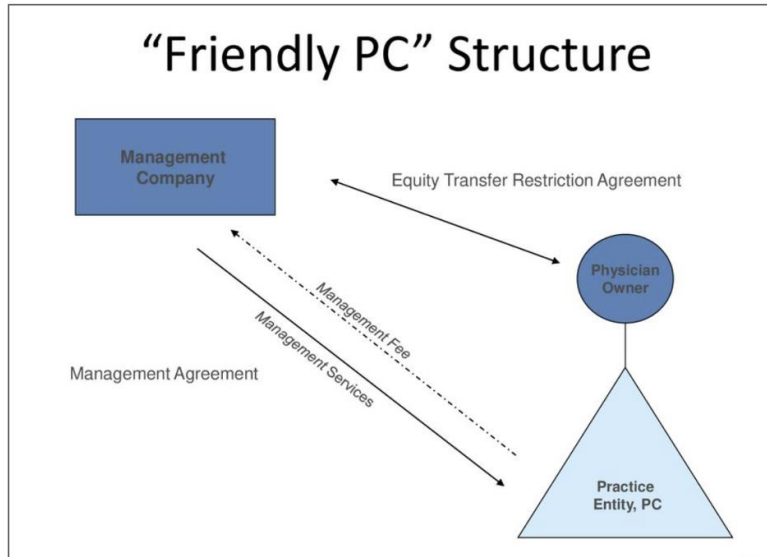 “Friendly PC” Structure
Management
Company
Equity Transfer Restriction Agreement
Physician
Owner
Management Fee
Management Services
Management Agreement
Practice
Entity, PC